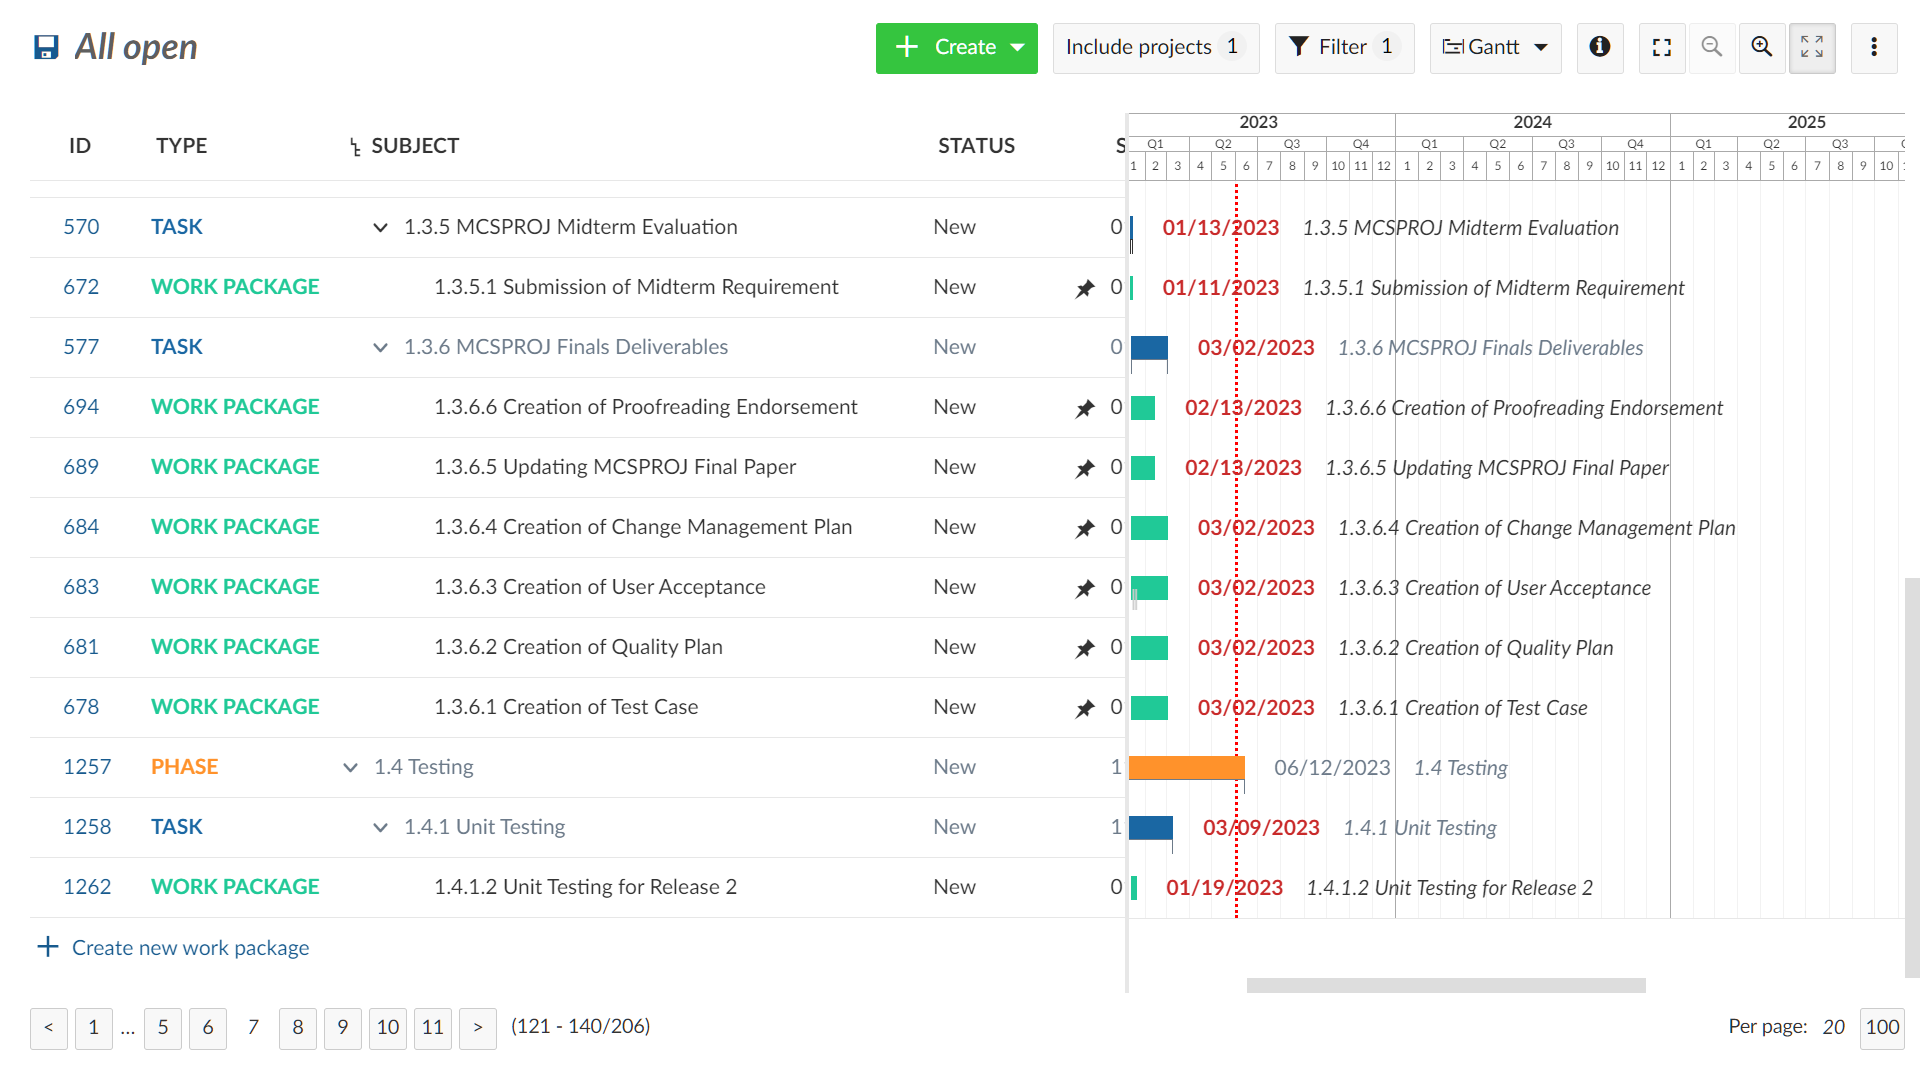 All open
Create
Include projects 1
Filter 1
Gantt
ID TYPE SUBJECT STATUS S
2023 2024 2025
Q1 Q2 Q3 Q4 Q1 Q2 Q3 Q4 Q1 Q2 Q3
1 2 3 4 5 6 7 8 9 10 11 12 1 2 3 4 5 6 7 8 9 10 11 12 1 2 3 4 5 6 7 8 9 10
570 TASK 1.3.5 MCSPROJ Midterm Evaluation New 0 01/13/2023 1.3.5 MCSPROJ Midterm Evaluation
672 WORK PACKAGE 1.3.5.1 Submission of Midterm Requirement New 0 01/11/2023 1.3.5.1 Submission of Midterm Requirement
577 TASK 1.3.6 MCSPROJ Finals Deliverables New 0 03/02/2023 1.3.6 MCSPROJ Finals Deliverables
694 WORK PACKAGE 1.3.6.6 Creation of Proofreading Endorsement New 0 02/13/2023 1.3.6.6 Creation of Proofreading Endorsement
689 WORK PACKAGE 1.3.6.5 Updating MCSPROJ Final Paper New 0 02/13/2023 1.3.6.5 Updating MCSPROJ Final Paper
684 WORK PACKAGE 1.3.6.4 Creation of Change Management Plan New 0 03/02/2023 1.3.6.4 Creation of Change Management Plan
683 WORK PACKAGE 1.3.6.3 Creation of User Acceptance New 0 03/02/2023 1.3.6.3 Creation of User Acceptance
681 WORK PACKAGE 1.3.6.2 Creation of Quality Plan New 0 03/02/2023 1.3.6.2 Creation of Quality Plan
678 WORK PACKAGE 1.3.6.1 Creation of Test Case New 0 03/02/2023 1.3.6.1 Creation of Test Case
1257 PHASE 1.4 Testing New 1 06/12/2023 1.4 Testing
1258 TASK 1.4.1 Unit Testing New 1 03/09/2023 1.4.1 Unit Testing
1262 WORK PACKAGE 1.4.1.2 Unit Testing for Release 2 New 0 01/19/2023 1.4.1.2 Unit Testing for Release 2
Create new work package
< 1 ... 5 6 7 8 9 10 11 > (121 - 140/206)
Per page: 20 100